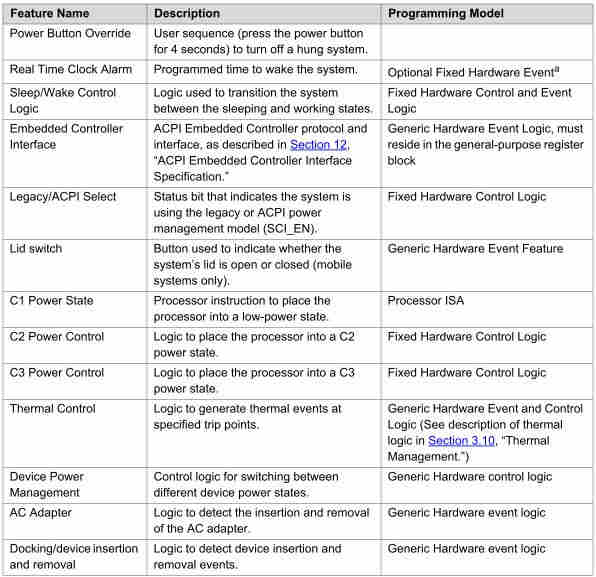 Feature Name Description Programming Model
Power Button Override User sequence (press the power button
for 4 seconds) to turn off a hung system.
Real Time Clock Alarm Programmed time to wake the system. Optional Fixed Hardware Eventa
Sleep/Wake Control Logic used to transition the system Fixed Hardware Control and Event
Logic between the sleeping and working states. Logic
Embedded Controller ACPI Embedded Controller protocol and Generic Hardware Event Logic, must
Interface interface, as described in Section 12, reside in the general-purpose register
“ACPI Embedded Controller Interface block
Specification.”
Legacy/ACPI Select Status bit that indicates the system is Fixed Hardware Control Logic
using the legacy or ACPI power
management model (SCI_EN).
Lid switch Button used to indicate whether the Generic Hardware Event Feature
system’s lid is open or closed (mobile
systems only).
C1 Power State Processor instruction to place the Processor ISA
processor into a low-power state.
C2 Power Control Logic to place the processor into a C2 Fixed Hardware Control Logic
power state.
C3 Power Control Logic to place the processor into a C3 Fixed Hardware Control Logic
power state.
Thermal Control Logic to generate thermal events at Generic Hardware Event and Control
specified trip points. Logic (See description of thermal
logic in Section 3.10, “Thermal
Management.”)
Device Power Control logic for switching between Generic Hardware control logic
Management different device power states.
AC Adapter Logic to detect the insertion and removal Generic Hardware event logic
of the AC adapter.
Docking/device insertion Logic to detect device insertion and Generic Hardware event logic
and removal removal events.